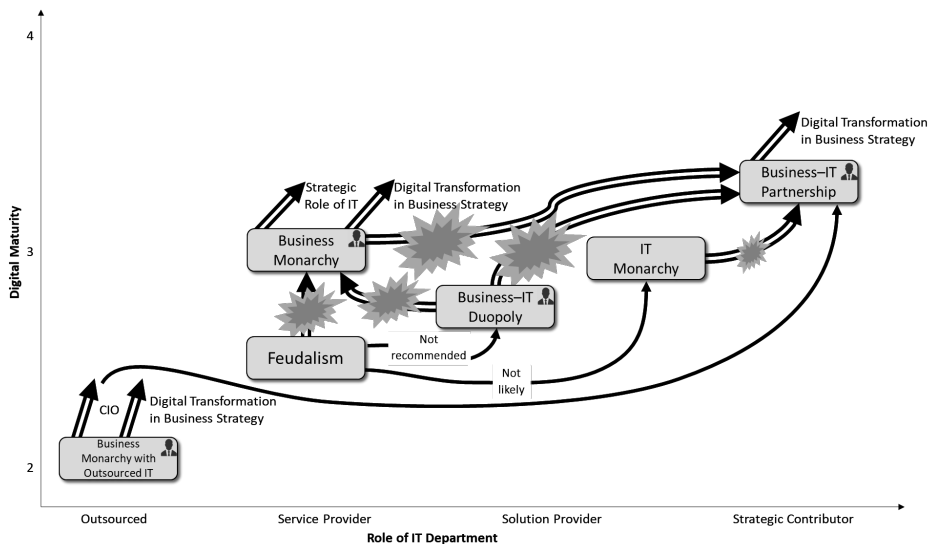 4
Digital Transformation
in Business Strategy
Business–IT
Partnership
Strategic
Role of IT
Digital Transformation
in Business Strategy
Business
Monarchy
3
IT
Monarchy
Business–IT
Duopoly
Digital Maturity
Feudalism
Not
recommended
Not
likely
CIO
Digital Transformation
in Business Strategy
Business
Monarchy with
Outsourced IT
2
Outsourced
Service Provider
Solution Provider
Strategic Contributor
Role of IT Department